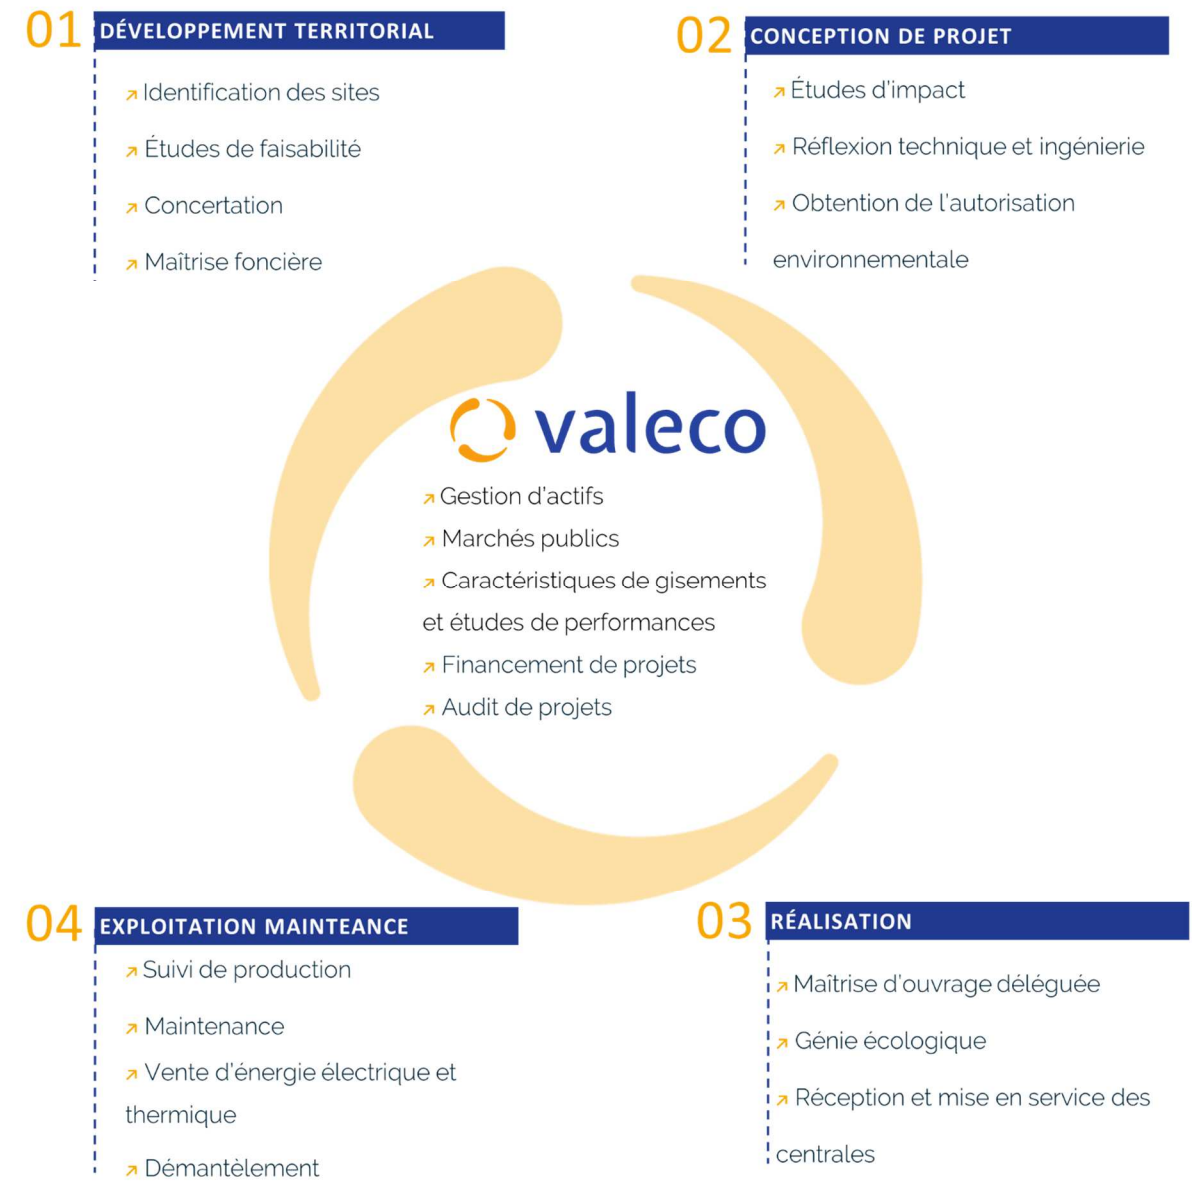 01 DÉVELOPPEMENT TERRITORIAL
Identification des sites
Études de faisabilité
Concertation
Maîtrise foncière
02 CONCEPTION DE PROJET
Études d'impact
Réflexion technique et ingénierie
Obtention de l'autorisation
environnementale
valeco
Gestion d'actifs
Marchés publics
Caractéristiques de gisements
et études de performances
Financement de projets
Audit de projets
04 EXPLOITATION MAINTEANCE
Suivi de production
Maintenance
Vente d'énergie électrique et
thermique
Démantèlement
03 RÉALISATION
Maîtrise d'ouvrage déléguée
Génie écologique
Réception et mise en service des
centrales